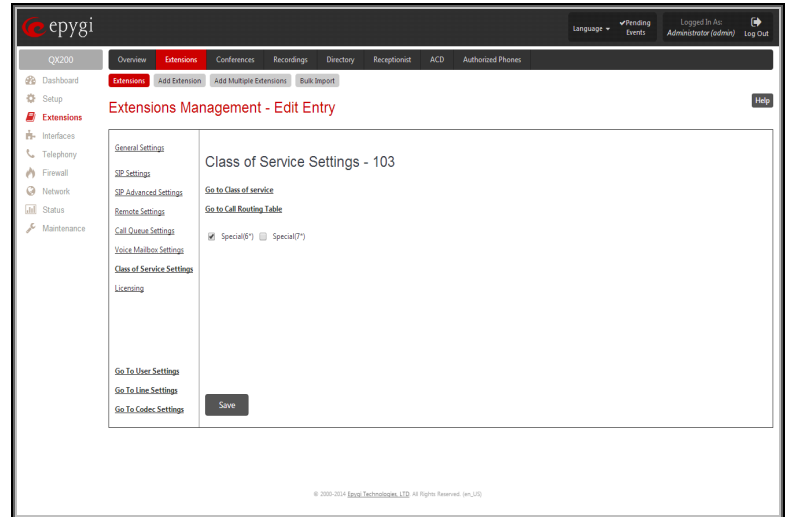 epygi
Language
Pending Events
Logged In As:
Administrator (admin)
Log Out
QX200
Overview Extensions Conferences Recordings Directory Receptionist ACD Authorized Phones
Dashboard
Setup
Extensions
Interfaces
Telephony
Firewall
Network
Status
Maintenance
Extensions Add Extension Add Multiple Extensions Bulk Import
Extensions Management - Edit Entry
Help
General Settings
SIP Settings
SIP Advanced Settings
Remote Settings
Call Queue Settings
Voice Mailbox Settings
Class of Service Settings
Licensing
Go To User Settings
Go To Line Settings
Go To Codec Settings
Class of Service Settings - 103
Go to Class of service
Go to Call Routing Table
Special(6*) Special(7*)
Save
© 2000-2014 Epygi Technologies, LTD. All Rights Reserved. (en_US)